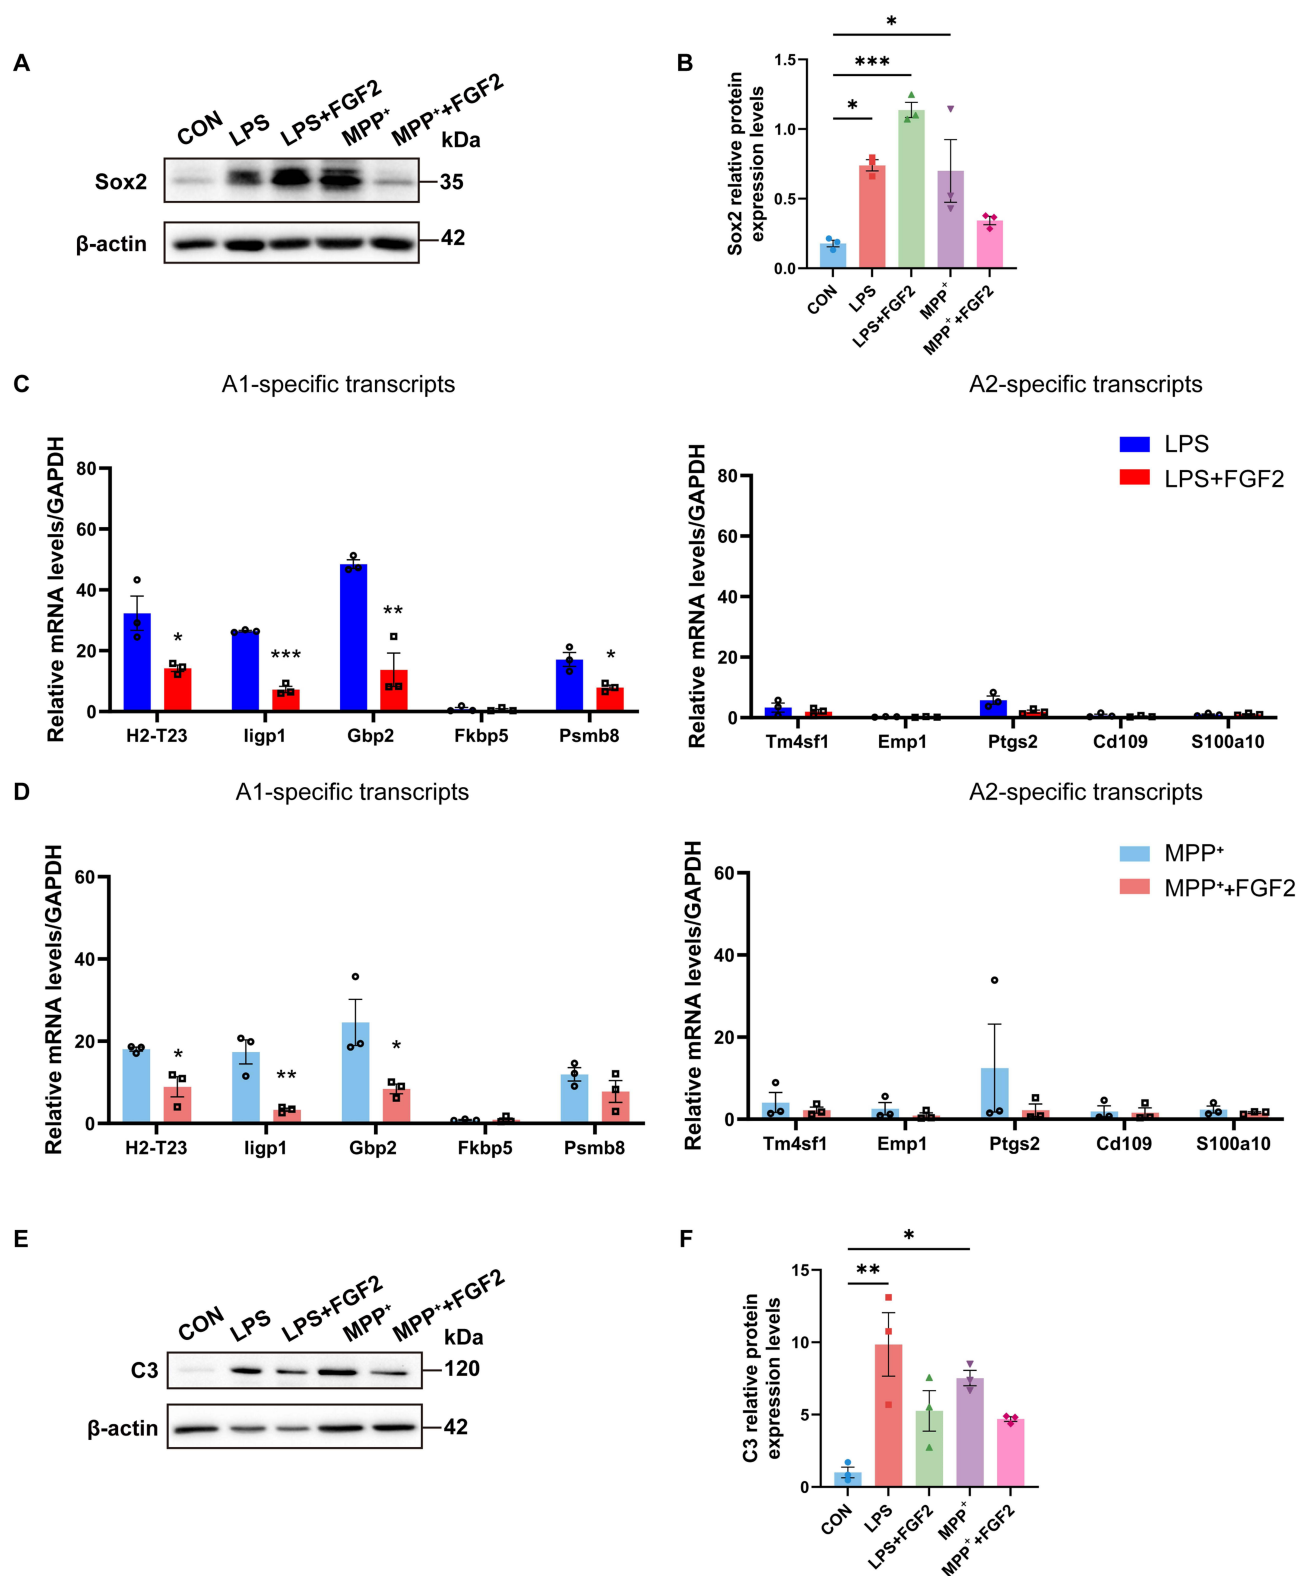 A
CON
LPS
LPS+FGF2
MPP⁺
MPP⁺+FGF2
kDa
Sox2
35
β-actin
42
B
Sox2 relative protein
expression levels
1.5
1.0
0.5
0.0
*
***
*
CON
LPS
LPS+FGF2
MPP⁺
MPP⁺+FGF2
C
A1-specific transcripts
Relative mRNA levels/GAPDH
80
60
40
20
0
*
***
**
*
H2-T23
Iigp1
Gbp2
Fkbp5
Psmb8
A2-specific transcripts
LPS
LPS+FGF2
Relative mRNA levels/GAPDH
80
60
40
20
0
Tm4sf1
Emp1
Ptgs2
Cd109
S100a10
D
A1-specific transcripts
Relative mRNA levels/GAPDH
60
40
20
0
*
**
*
H2-T23
Iigp1
Gbp2
Fkbp5
Psmb8
A2-specific transcripts
MPP⁺
MPP⁺+FGF2
Relative mRNA levels/GAPDH
60
40
20
0
Tm4sf1
Emp1
Ptgs2
Cd109
S100a10
E
CON
LPS
LPS+FGF2
MPP⁺
MPP⁺+FGF2
kDa
C3
120
β-actin
42
F
C3 relative protein
expression levels
15
10
5
0
*
**
CON
LPS
LPS+FGF2
MPP⁺
MPP⁺+FGF2